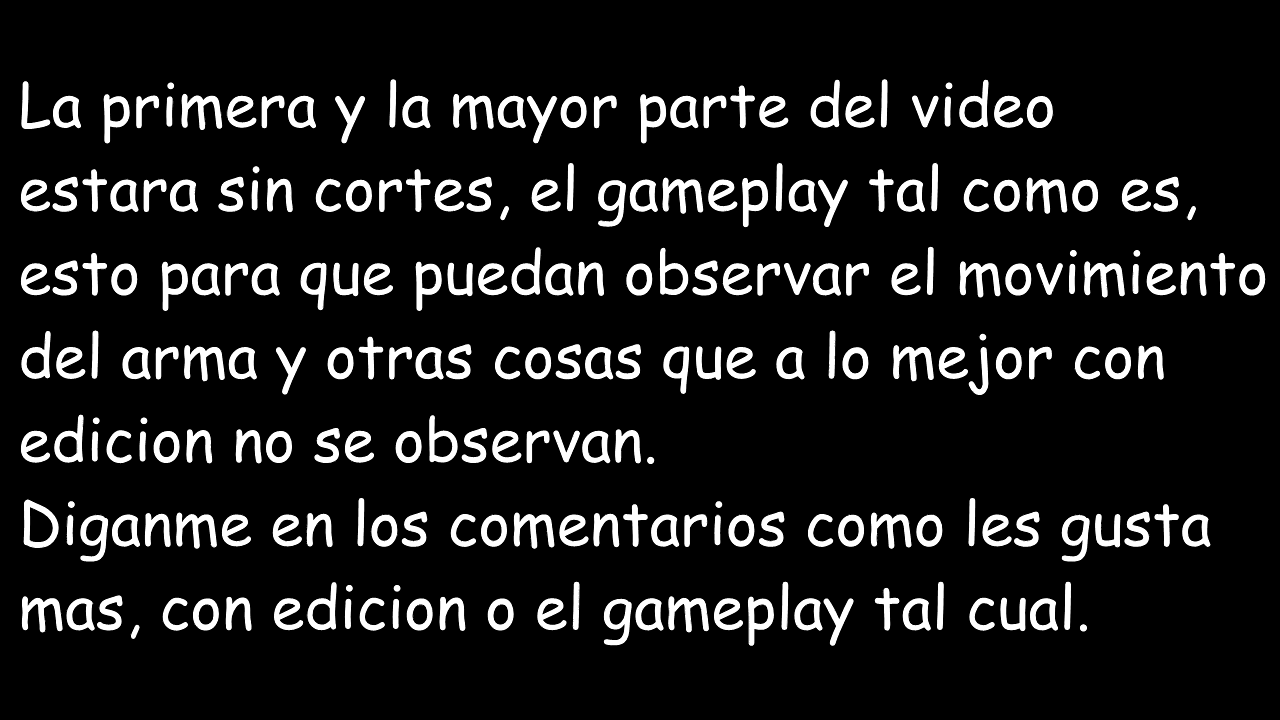 La primera y la mayor parte del video
estara sin cortes, el gameplay tal como es,
esto para que puedan observar el movimiento
del arma y otras cosas que a lo mejor con
edicion no se observan.
Diganme en los comentarios como les gusta
mas, con edicion o el gameplay tal cual.